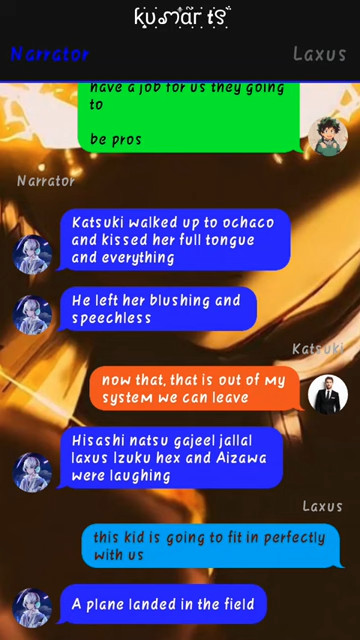 kumar ts
Narrator
Laxus
have a job for us they going
to
be pros
Narrator
Katsuki walked up to ochaco
and kissed her full tongue
and everything
He left her blushing and
speechless
Katsuki
now that, that is out of my
system we can leave
Hisashi natsu gajeel jallal
laxus Izuku hex and Aizawa
were laughing
Laxus
this kid is going to fit in perfectly
with us
A plane landed in the field